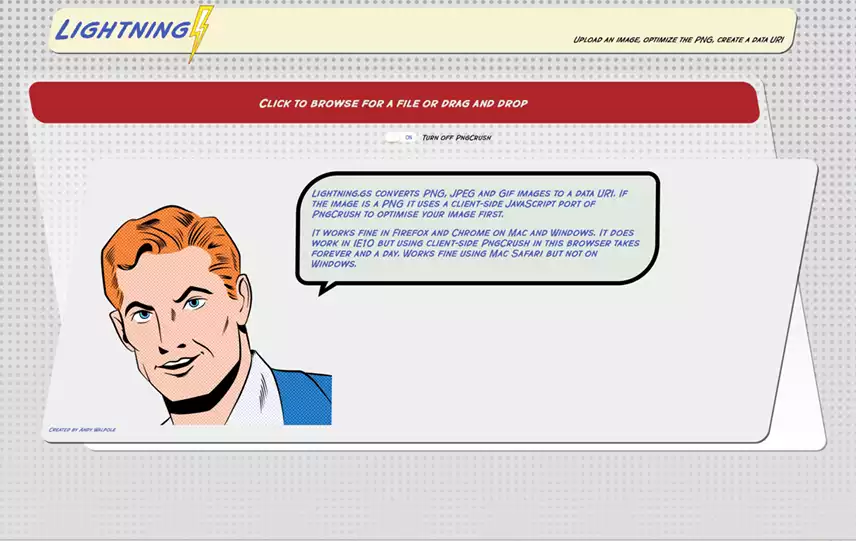 Lightning
Upload an image, optimize the PNG, create a data URI
Click to browse for a file or drag and drop
ON Turn off PngCrush
Lightning.gs converts PNG, JPEG and Gif images to a data URI. If
the image is a PNG it uses a client-side JavaScript port of
PngCrush to optimise your image first.
It works fine in Firefox and Chrome on Mac and Windows. It does
work in IE10 but using client-side PngCrush in this browser takes
forever and a day. Works fine using Mac Safari but not on
Windows.
Created by Andy Walpole